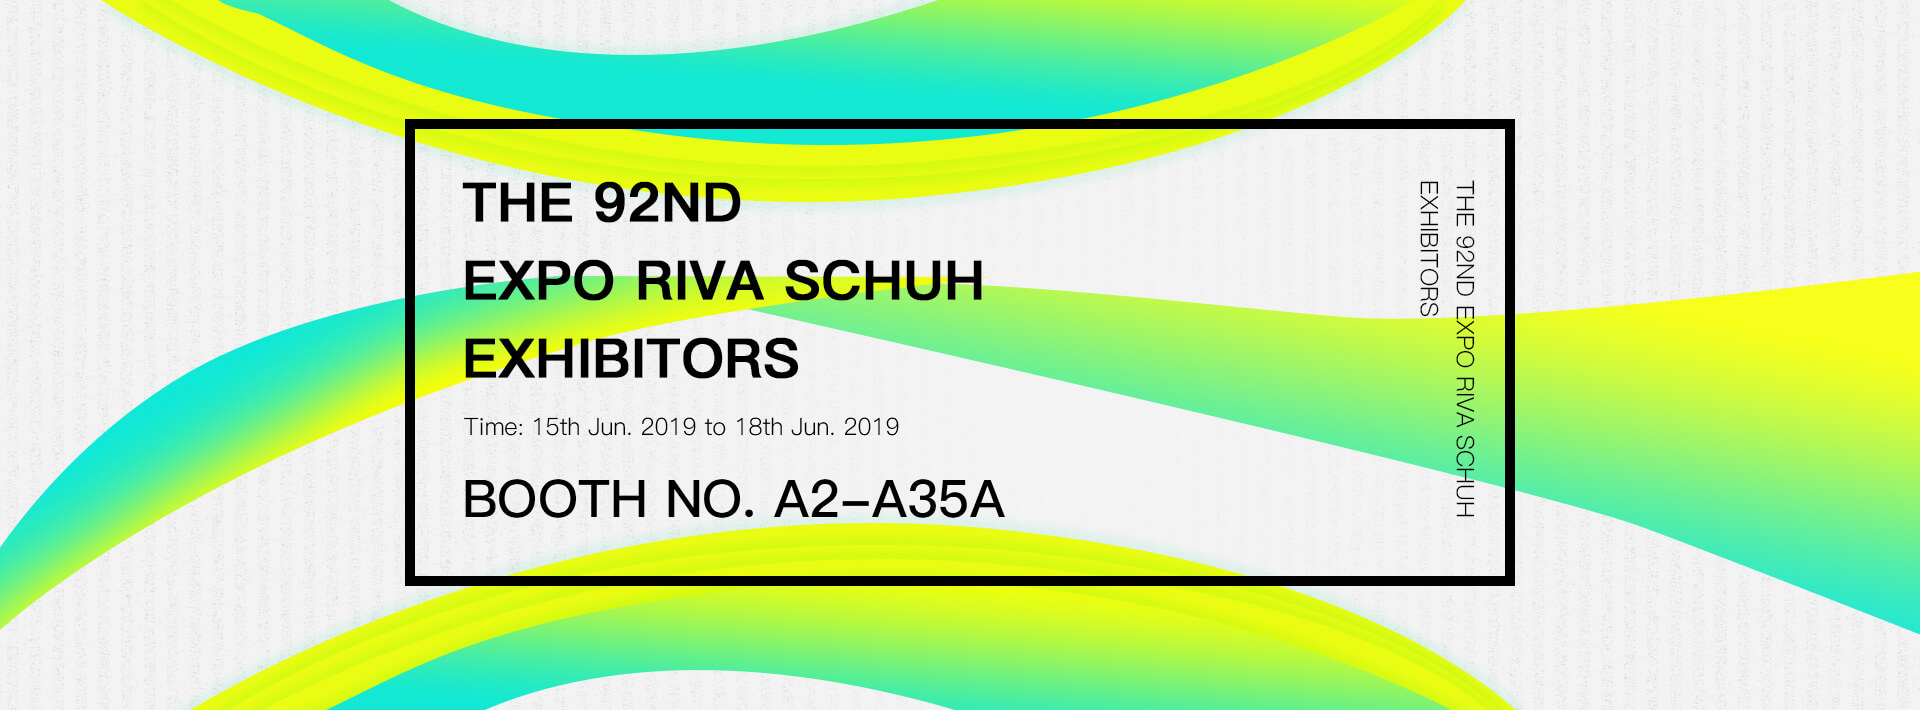 THE 92ND
EXPO RIVA SCHUH
EXHIBITORS
Time: 15th Jun. 2019 to 18th Jun. 2019
BOOTH NO. A2-A35A
THE 92ND EXPO RIVA SCHUH
EXHIBITORS